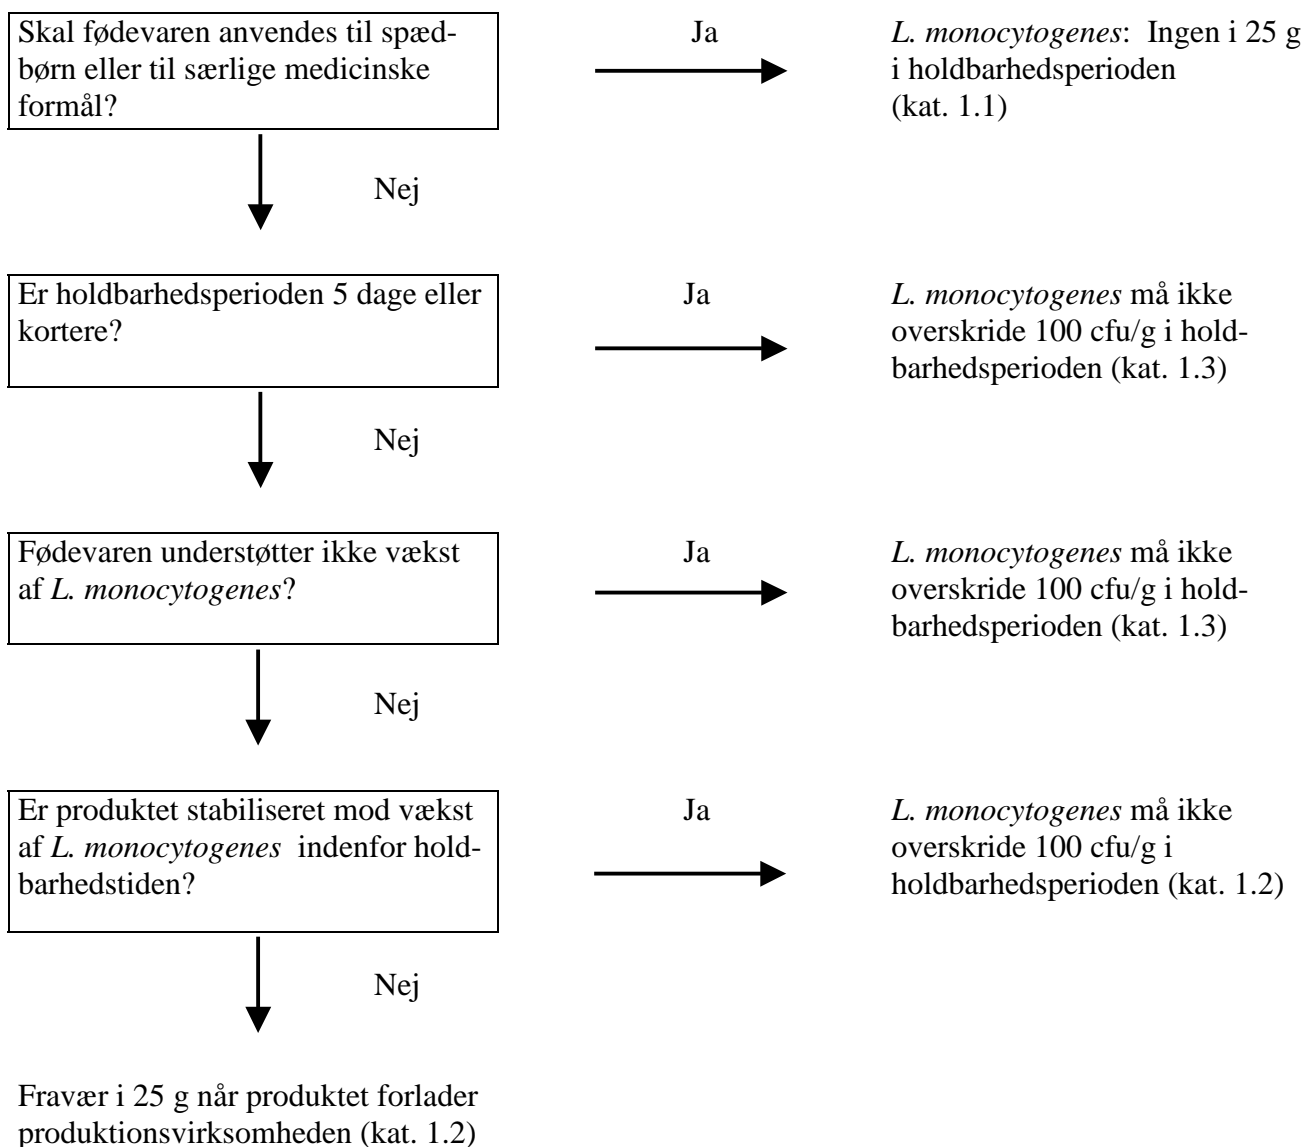 Skal fødevaren anvendes til spæd-
børn eller til særlige medicinske
formål?
Ja
L. monocytogenes: Ingen i 25 g
i holdbarhedsperioden
(kat. 1.1)
Nej
Er holdbarhedsperioden 5 dage eller
kortere?
Ja
L. monocytogenes må ikke
overskride 100 cfu/g i hold-
barhedsperioden (kat. 1.3)
Nej
Fødevaren understøtter ikke vækst
af L. monocytogenes?
Ja
L. monocytogenes må ikke
overskride 100 cfu/g i hold-
barhedsperioden (kat. 1.3)
Nej
Er produktet stabiliseret mod vækst
af L. monocytogenes indenfor hold-
barhedstiden?
Ja
L. monocytogenes må ikke
overskride 100 cfu/g i
holdbarhedsperioden (kat. 1.2)
Nej
Fravær i 25 g når produktet forlader
produktionsvirksomheden (kat. 1.2)